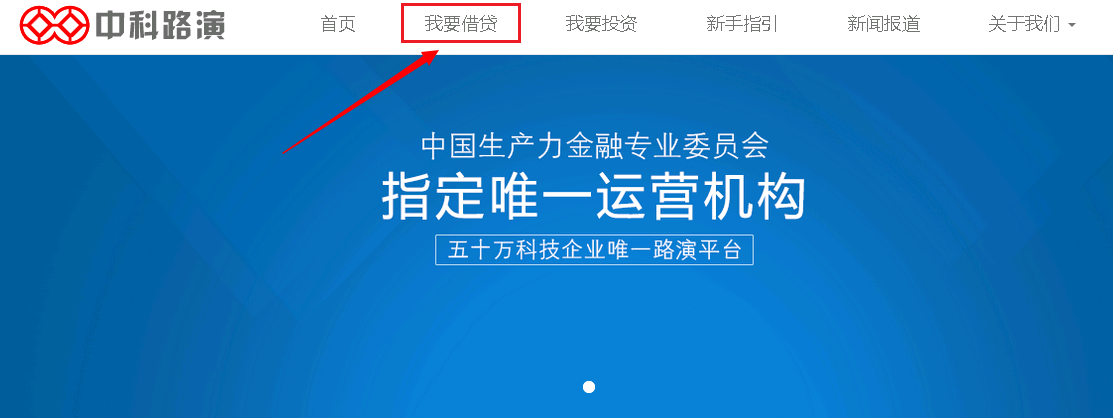 中科路演 首页 我要借贷 我要投资 新手指引 新闻报道 关于我们
中国生产力金融专业委员会
指定唯一运营机构
五十万科技企业唯一路演平台